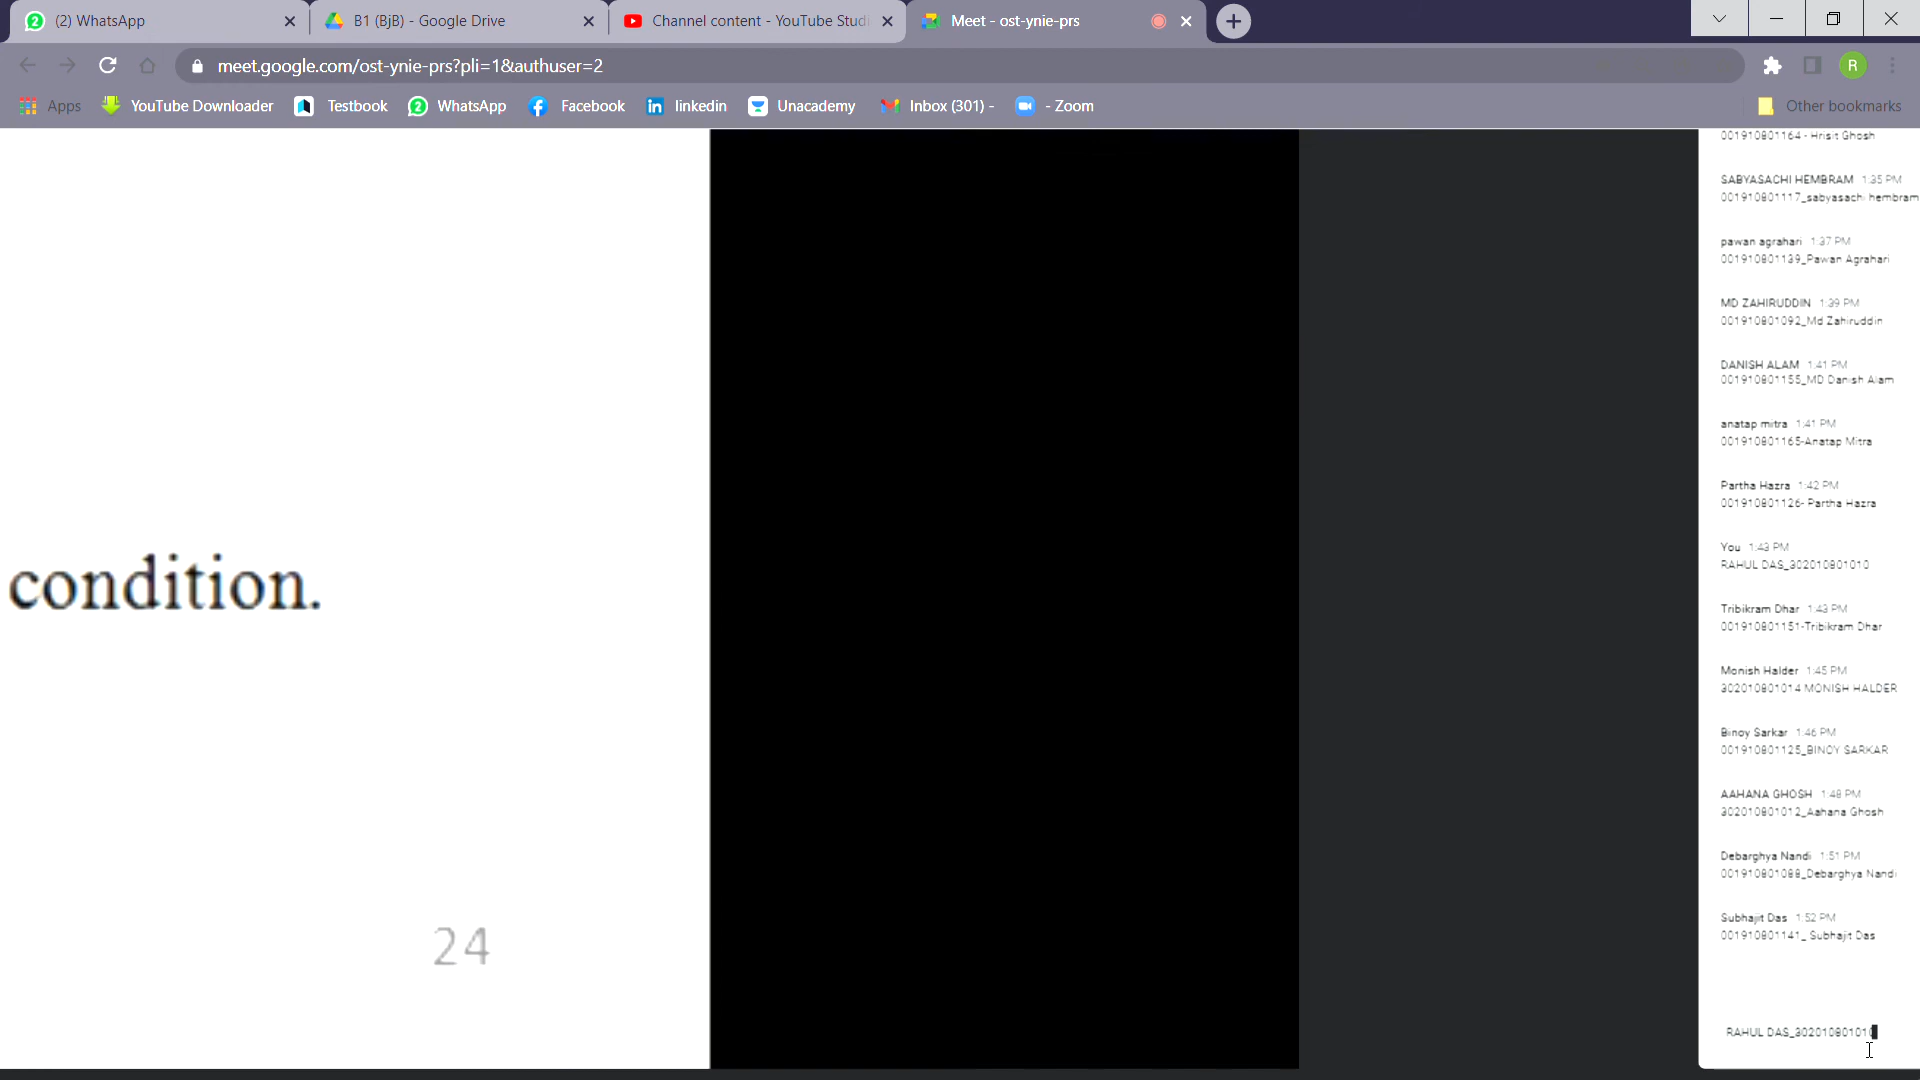 (2) WhatsApp
B1 (BjB) - Google Drive
Channel content - YouTube Studi
Meet - ost-ynie-prs
meet.google.com/ost-ynie-prs?pli=1&authuser=2
R
Apps
YouTube Downloader
Testbook
WhatsApp
Facebook
linkedin
Unacademy
Inbox (301) -
- Zoom
Other bookmarks
condition.
24
001910801164 - Hrisit Ghosh
SABYASACHI HEMBRAM 1:35 PM
001910801117_sabyasachi hembram
pawan agrahari 1:37 PM
001910801139_Pawan Agrahari
MD ZAHIRUDDIN 1:39 PM
001910801092_Md Zahiruddin
DANISH ALAM 1:41 PM
001910801155_MD Danish Alam
anatap mitra 1:41 PM
001910801165-Anatap Mitra
Partha Hazra 1:42 PM
001910801126- Partha Hazra
You 1:43 PM
RAHUL DAS_302010801010
Tribikram Dhar 1:43 PM
001910801151-Tribikram Dhar
Monish Halder 1:45 PM
302010801014 MONISH HALDER
Binoy Sarkar 1:46 PM
001910801125_BINOY SARKAR
AAHANA GHOSH 1:48 PM
302010801012_Aahana Ghosh
Debarghya Nandi 1:51 PM
001910801088_Debarghya Nandi
Subhajit Das 1:52 PM
001910801141_ Subhajit Das
RAHUL DAS_302010801010